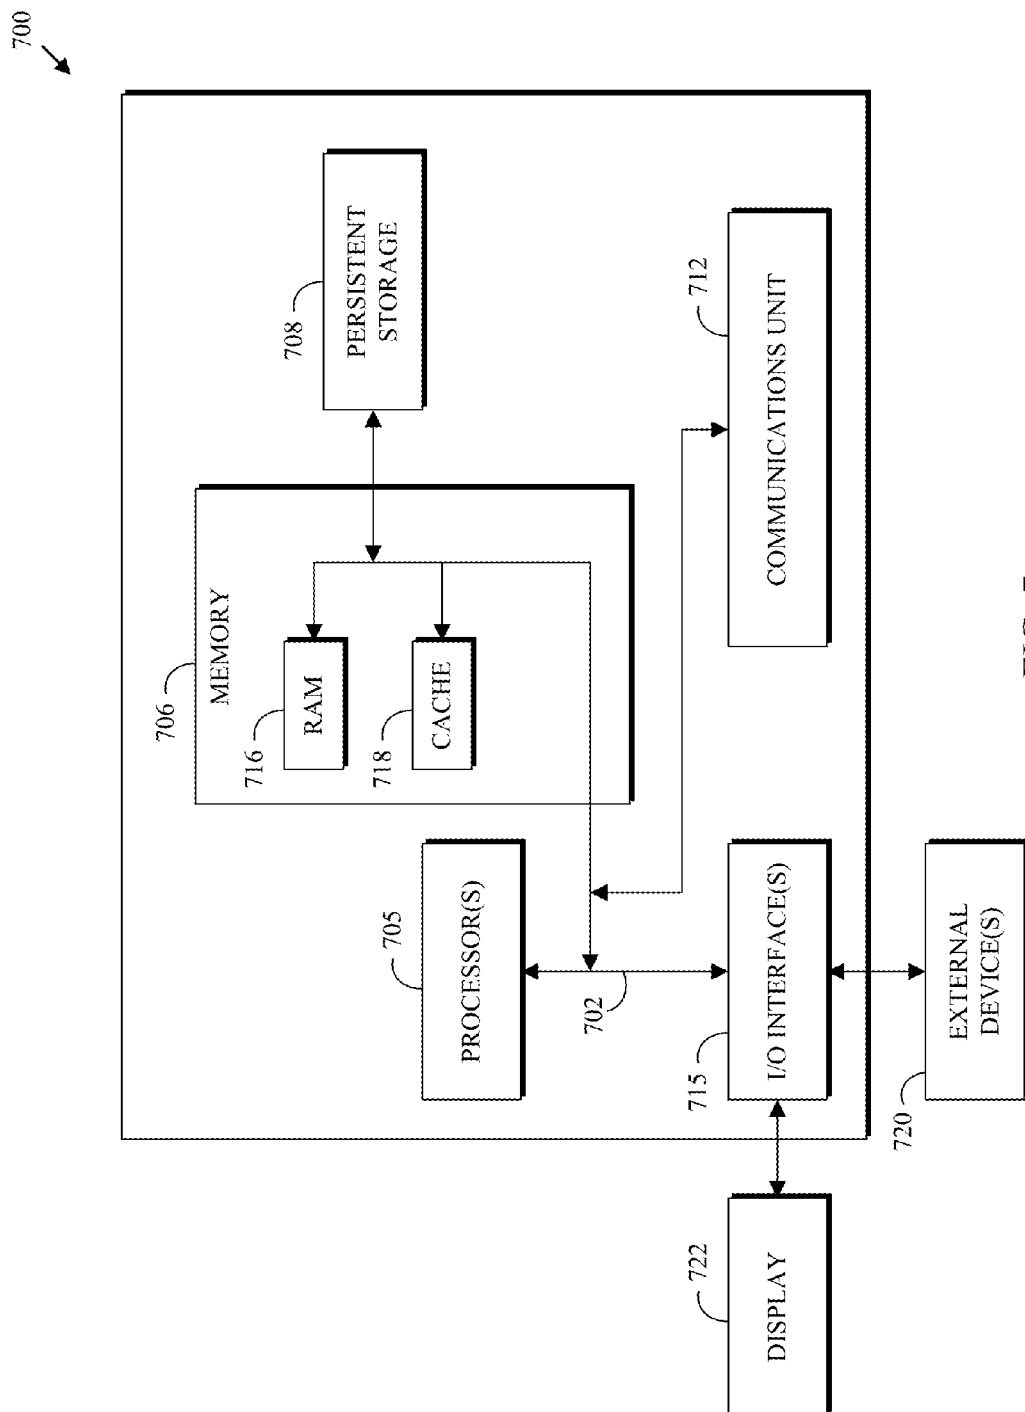 700
706
MEMORY
716
RAM
708
PERSISTENT
STORAGE
718
CACHE
705
PROCESSOR(S)
702
722
DISPLAY
715
I/O INTERFACE(S)
712
COMMUNICATIONS UNIT
720
EXTERNAL
DEVICE(S)